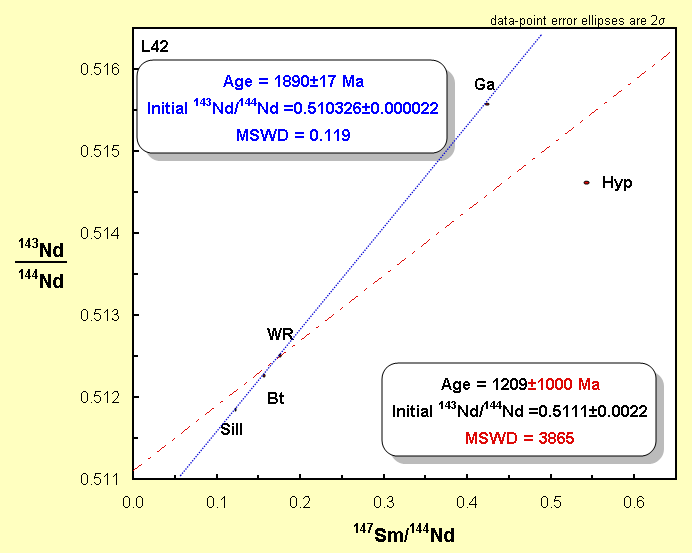 data-point error ellipses are 2σ
L42
Age = 1890±17 Ma
Initial ¹⁴³Nd/¹⁴⁴Nd =0.510326±0.000022
MSWD = 0.119
Ga
Hyp
WR
Bt
Sill
Age = 1209±1000 Ma
Initial ¹⁴³Nd/¹⁴⁴Nd =0.5111±0.0022
MSWD = 3865
0.516
0.515
0.514
0.513
0.512
0.511
¹⁴³Nd
¹⁴⁴Nd
0.0 0.1 0.2 0.3 0.4 0.5 0.6
¹⁴⁷Sm/¹⁴⁴Nd